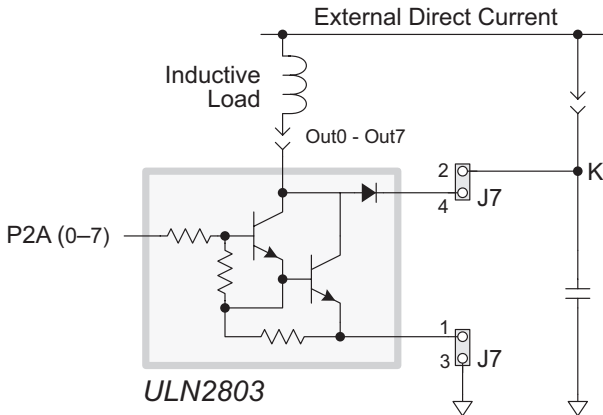 External Direct Current
Inductive
Load
Out0 - Out7
2
K
4
J7
P2A (0–7)
1
3
J7
ULN2803